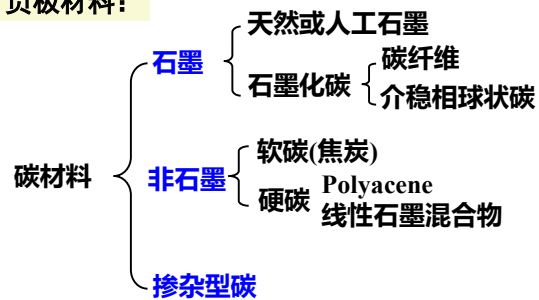 负极材料：
天然或人工石墨
石墨
碳纤维
石墨化碳
介稳相球状碳
软碳(焦炭)
碳材料
非石墨
Polyacene
硬碳
线性石墨混合物
掺杂型碳